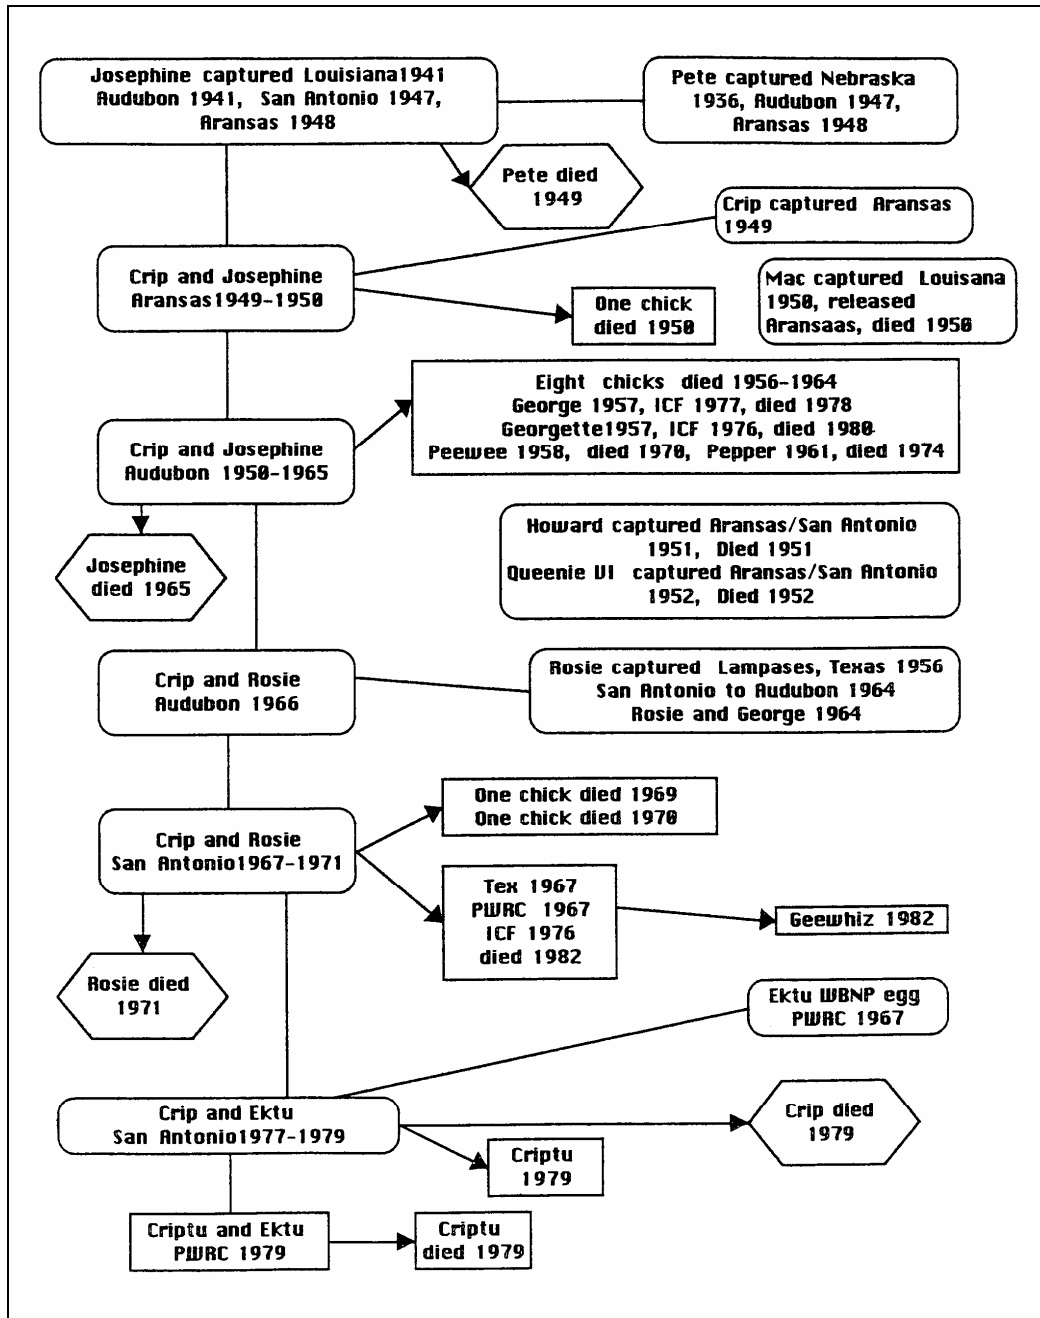 Josephine captured Louisiana1941
Audubon 1941, San Antonio 1947,
Aransas 1948
Pete captured Nebraska
1936, Audubon 1947,
Aransas 1948
Pete died
1949
Crip captured Aransas
1949
Crip and Josephine
Aransas1949-1950
Mac captured Louisana
1950, released
Aransaas, died 1950
One chick
died 1950
Eight chicks died 1956-1964
George 1957, ICF 1977, died 1978
Georgette1957, ICF 1976, died 1980
Peewee 1958, died 1970, Pepper 1961, died 1974
Crip and Josephine
Audubon 1950-1965
Howard captured Aransas/San Antonio
1951, Died 1951
Queenie VI captured Aransas/San Antonio
1952, Died 1952
Josephine
died 1965
Crip and Rosie
Audubon 1966
Rosie captured Lampases, Texas 1956
San Antonio to Audubon 1964
Rosie and George 1964
One chick died 1969
One chick died 1970
Crip and Rosie
San Antonio1967-1971
Tex 1967
PWRC 1967
ICF 1976
died 1982
Geewhiz 1982
Rosie died
1971
Ektu WBNP egg
PWRC 1967
Crip and Ektu
San Antonio1977-1979
Crip died
1979
Criptu
1979
Criptu and Ektu
PWRC 1979
Criptu
died 1979